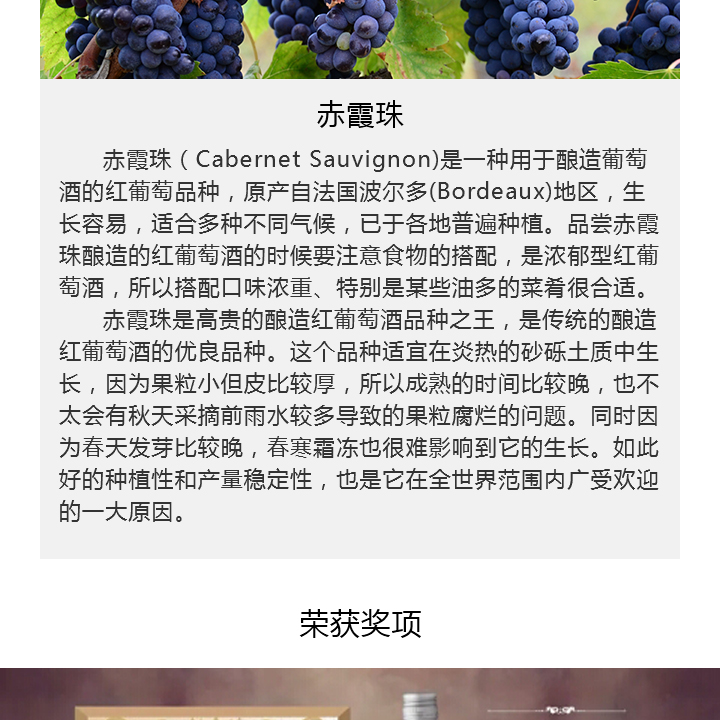 赤霞珠
赤霞珠（Cabernet Sauvignon)是一种用于酿造葡萄
酒的红葡萄品种，原产自法国波尔多(Bordeaux)地区，生
长容易，适合多种不同气候，已于各地普遍种植。品尝赤霞
珠酿造的红葡萄酒的时候要注意食物的搭配，是浓郁型红葡
萄酒，所以搭配口味浓重、特别是某些油多的菜肴很合适。
赤霞珠是高贵的酿造红葡萄酒品种之王，是传统的酿造
红葡萄酒的优良品种。这个品种适宜在炎热的砂砾土质中生
长，因为果粒小但皮比较厚，所以成熟的时间比较晚，也不
太会有秋天采摘前雨水较多导致的果粒腐烂的问题。同时因
为春天发芽比较晚，春寒霜冻也很难影响到它的生长。如此
好的种植性和产量稳定性，也是它在全世界范围内广受欢迎
的一大原因。
荣获奖项